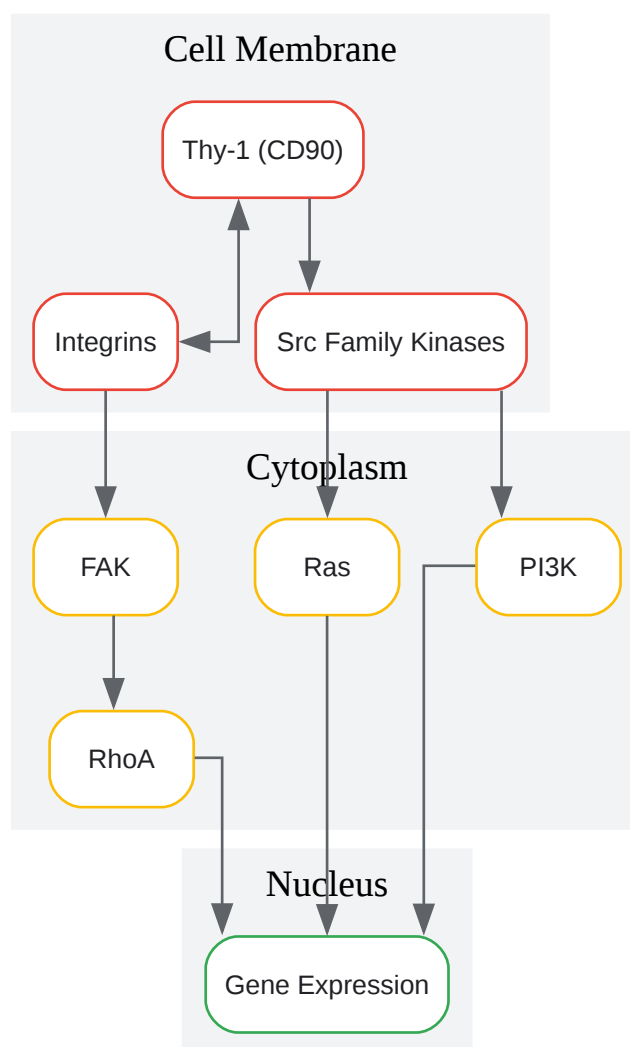 Cell Membrane
Thy-1 (CD90)
Integrins
Src Family Kinases
Cytoplasm
FAK
Ras
PI3K
RhoA
Nucleus
Gene Expression